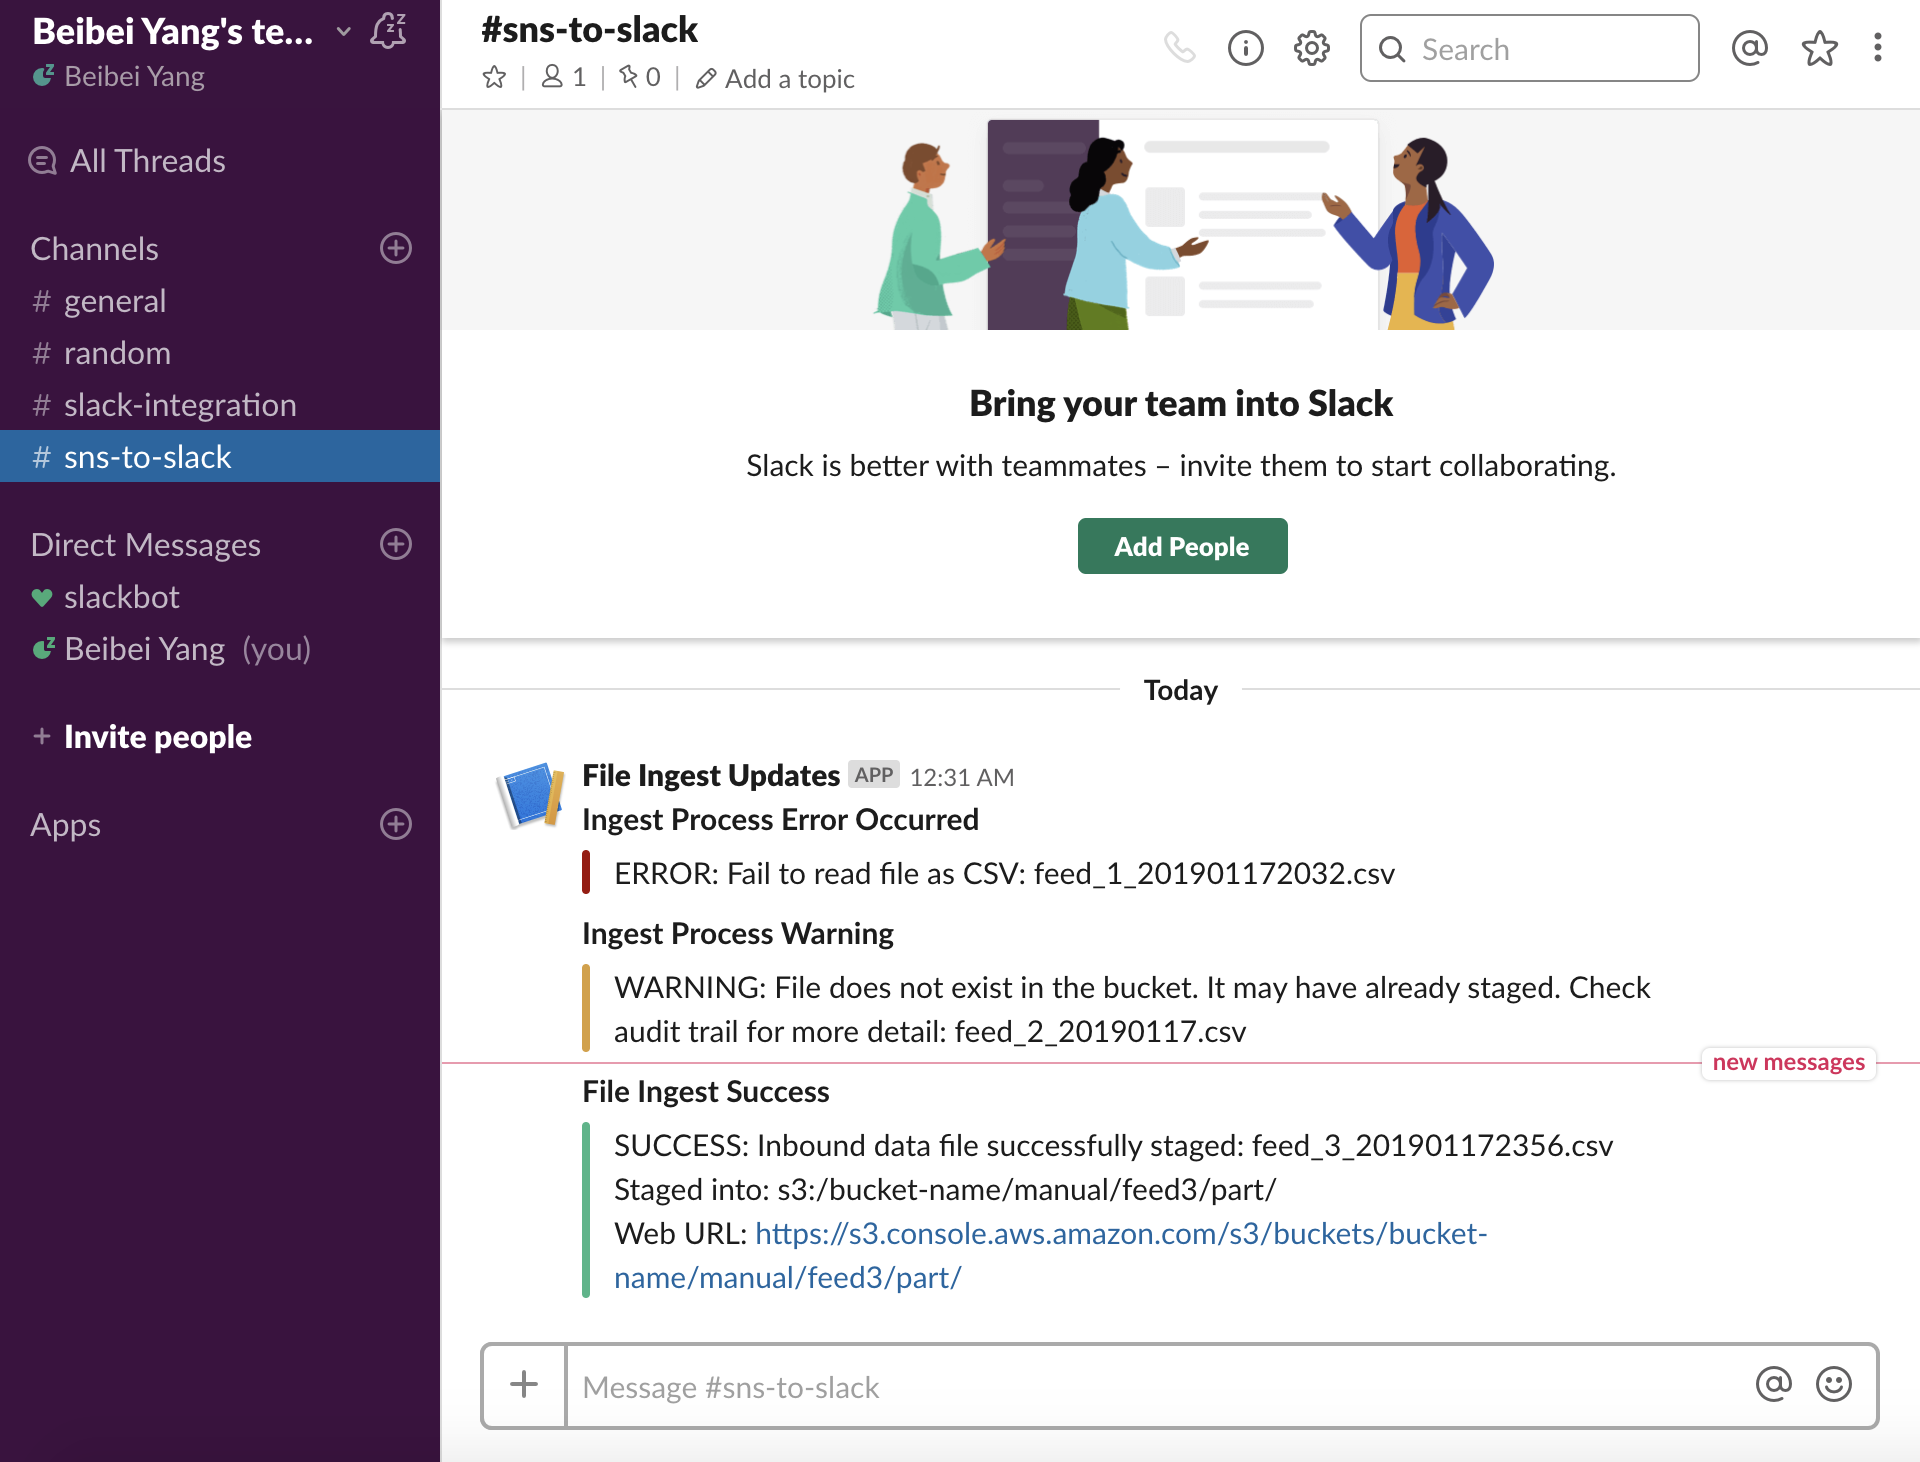 Beibei Yang's te...
Beibei Yang
All Threads
Channels
# general
# random
# slack-integration
# sns-to-slack
Direct Messages
slackbot
Beibei Yang (you)
+ Invite people
Apps
#sns-to-slack
1 | 0 | Add a topic
Search
Bring your team into Slack
Slack is better with teammates – invite them to start collaborating.
Add People
Today
File Ingest Updates APP 12:31 AM
Ingest Process Error Occurred
ERROR: Fail to read file as CSV: feed_1_201901172032.csv
Ingest Process Warning
WARNING: File does not exist in the bucket. It may have already staged. Check
audit trail for more detail: feed_2_20190117.csv
new messages
File Ingest Success
SUCCESS: Inbound data file successfully staged: feed_3_201901172356.csv
Staged into: s3:/bucket-name/manual/feed3/part/
Web URL: https://s3.console.aws.amazon.com/s3/buckets/bucket-
name/manual/feed3/part/
Message #sns-to-slack